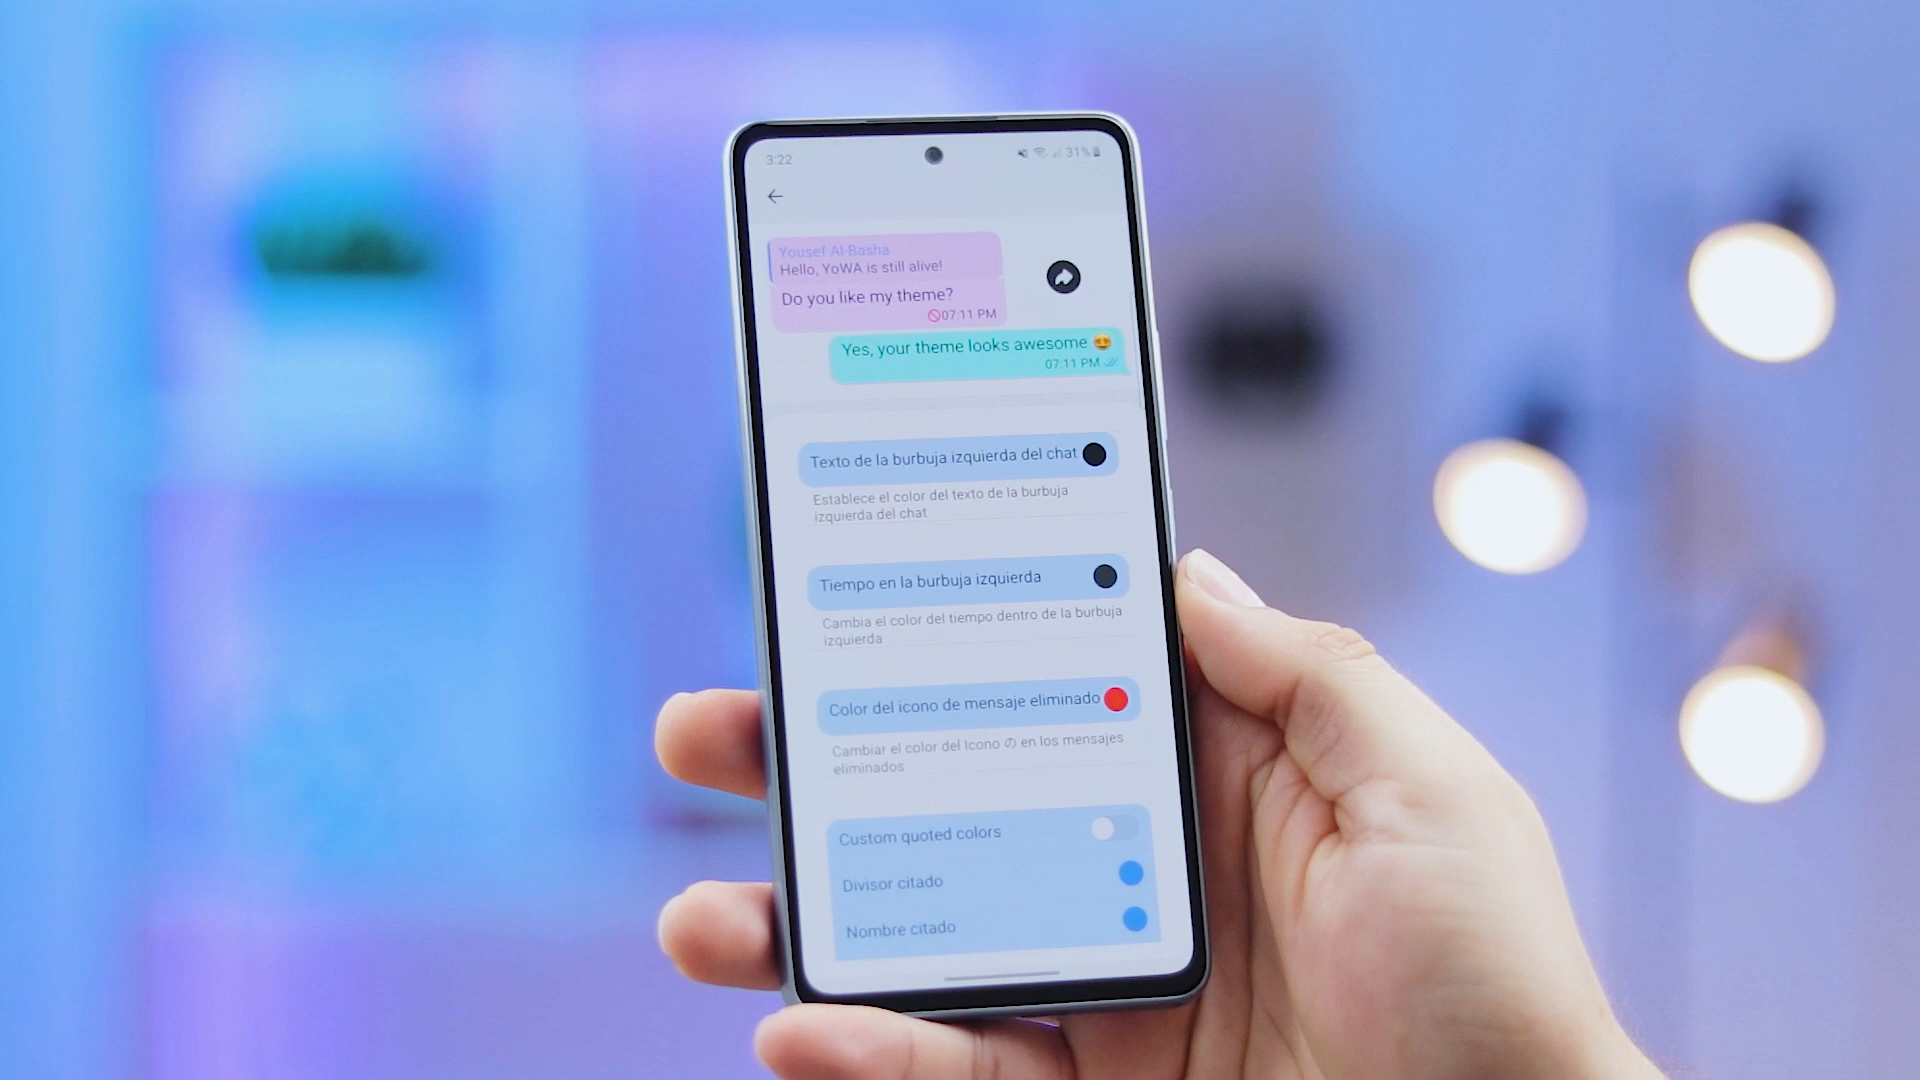 3:22
31%
Yousef Al-Basha
Hello, YoWA is still alive!
Do you like my theme?
🚫07:11 PM
Yes, your theme looks awesome 🤩
07:11 PM
Texto de la burbuja izquierda del chat
Establece el color del texto de la burbuja
izquierda del chat
Tiempo en la burbuja izquierda
Cambia el color del tiempo dentro de la burbuja
izquierda
Color del icono de mensaje eliminado
Cambiar el color del Icono の en los mensajes
eliminados
Custom quoted colors
Divisor citado
Nombre citado